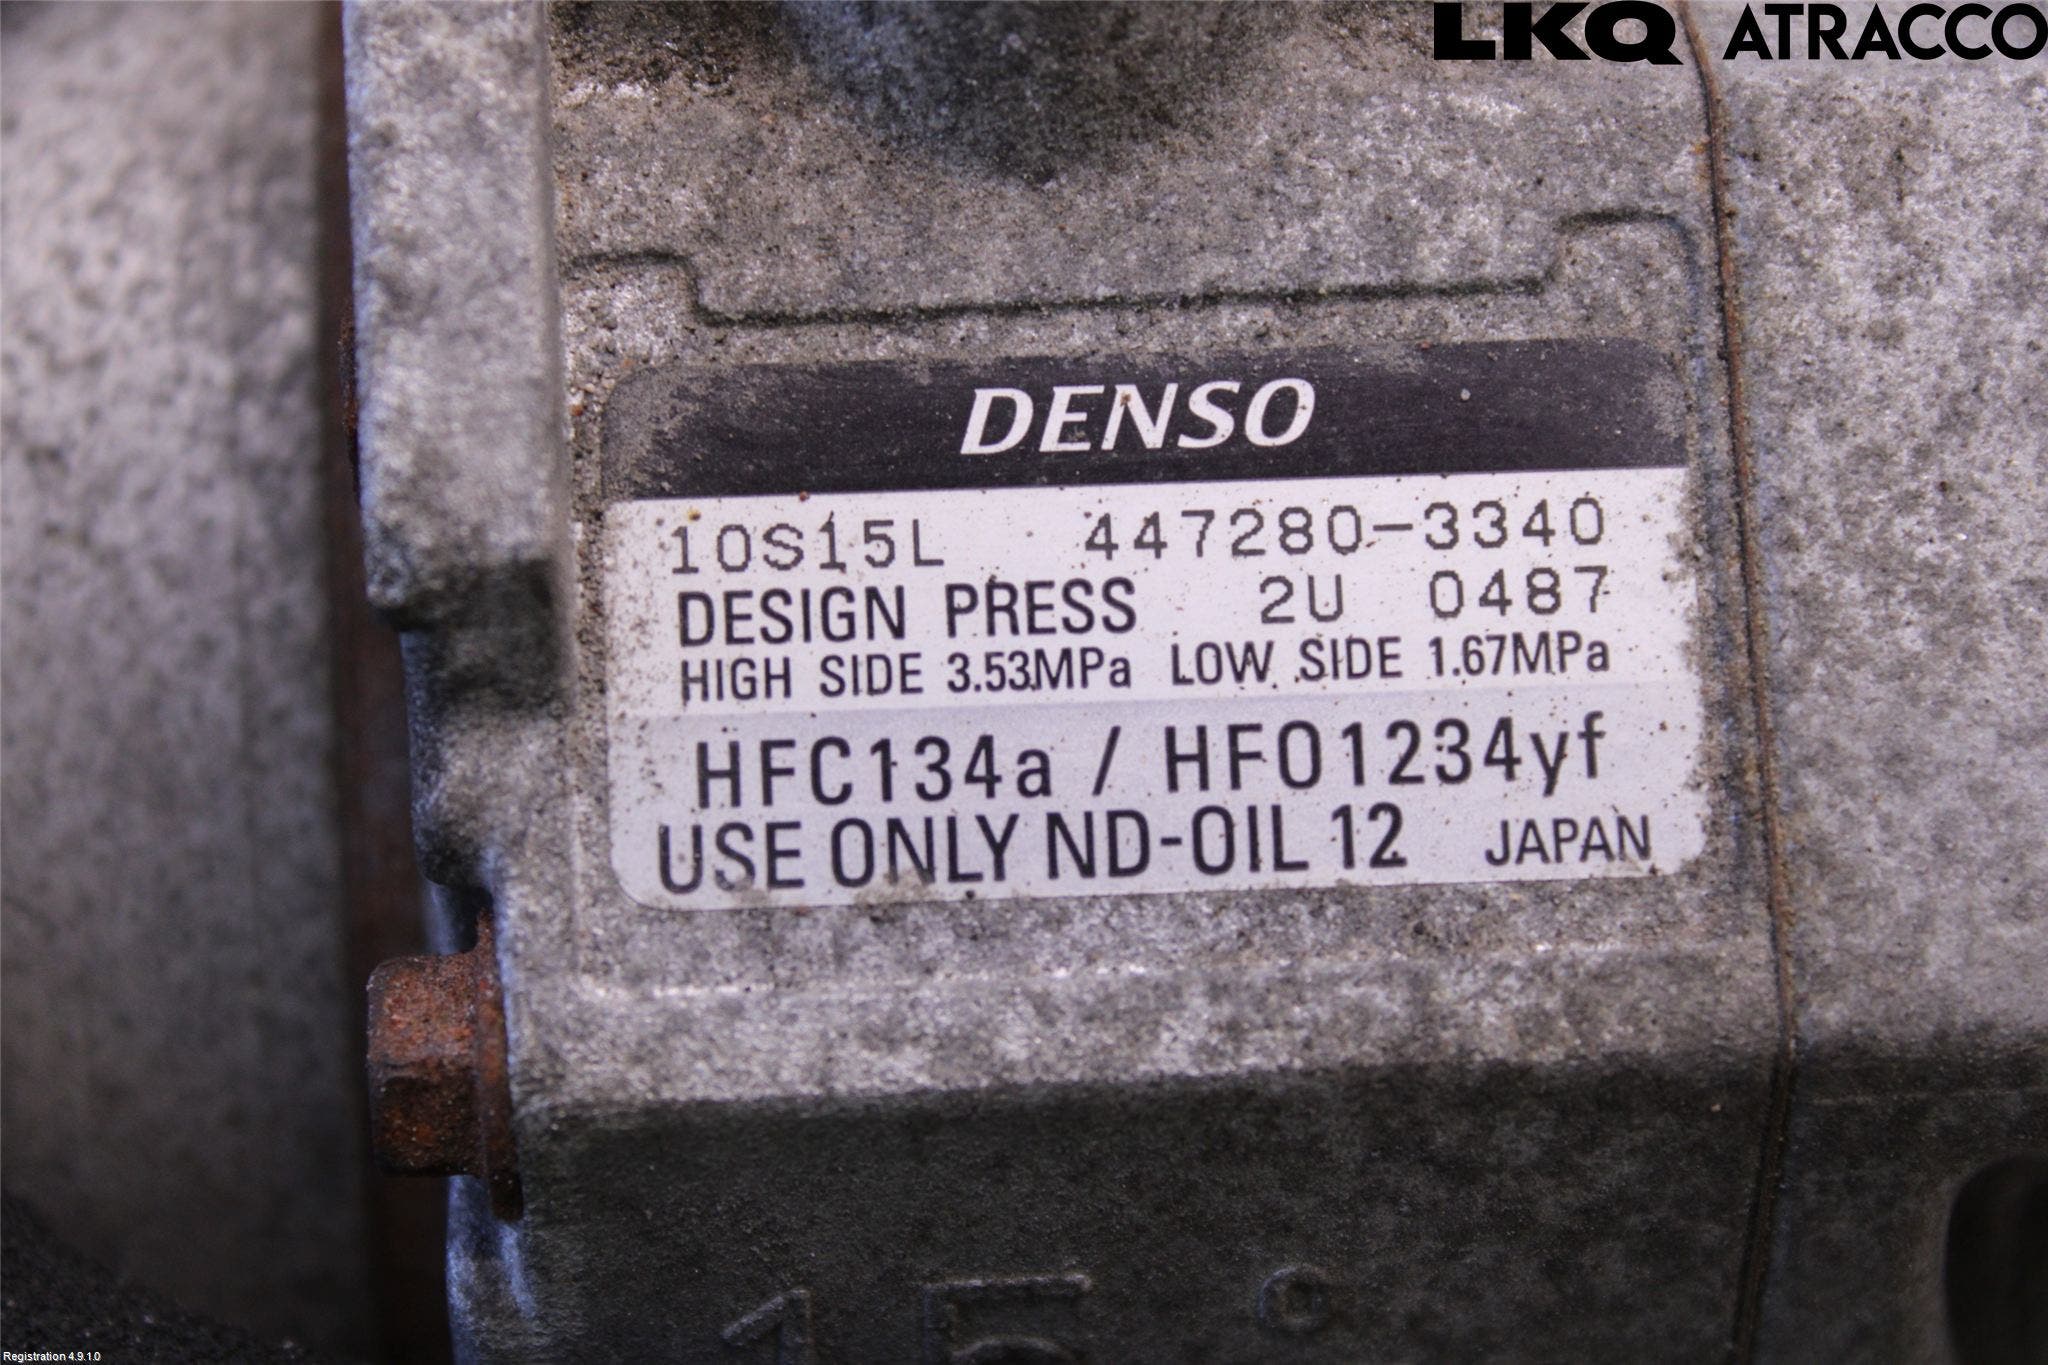 LKQ ATRACCO
DENSO
10S15L 447280-3340
DESIGN PRESS 2U 0487
HIGH SIDE 3.53MPa LOW SIDE 1.67MPa
HFC134a / HFO1234yf
USE ONLY ND-OIL 12 JAPAN
15
Registration 4.9.1.0